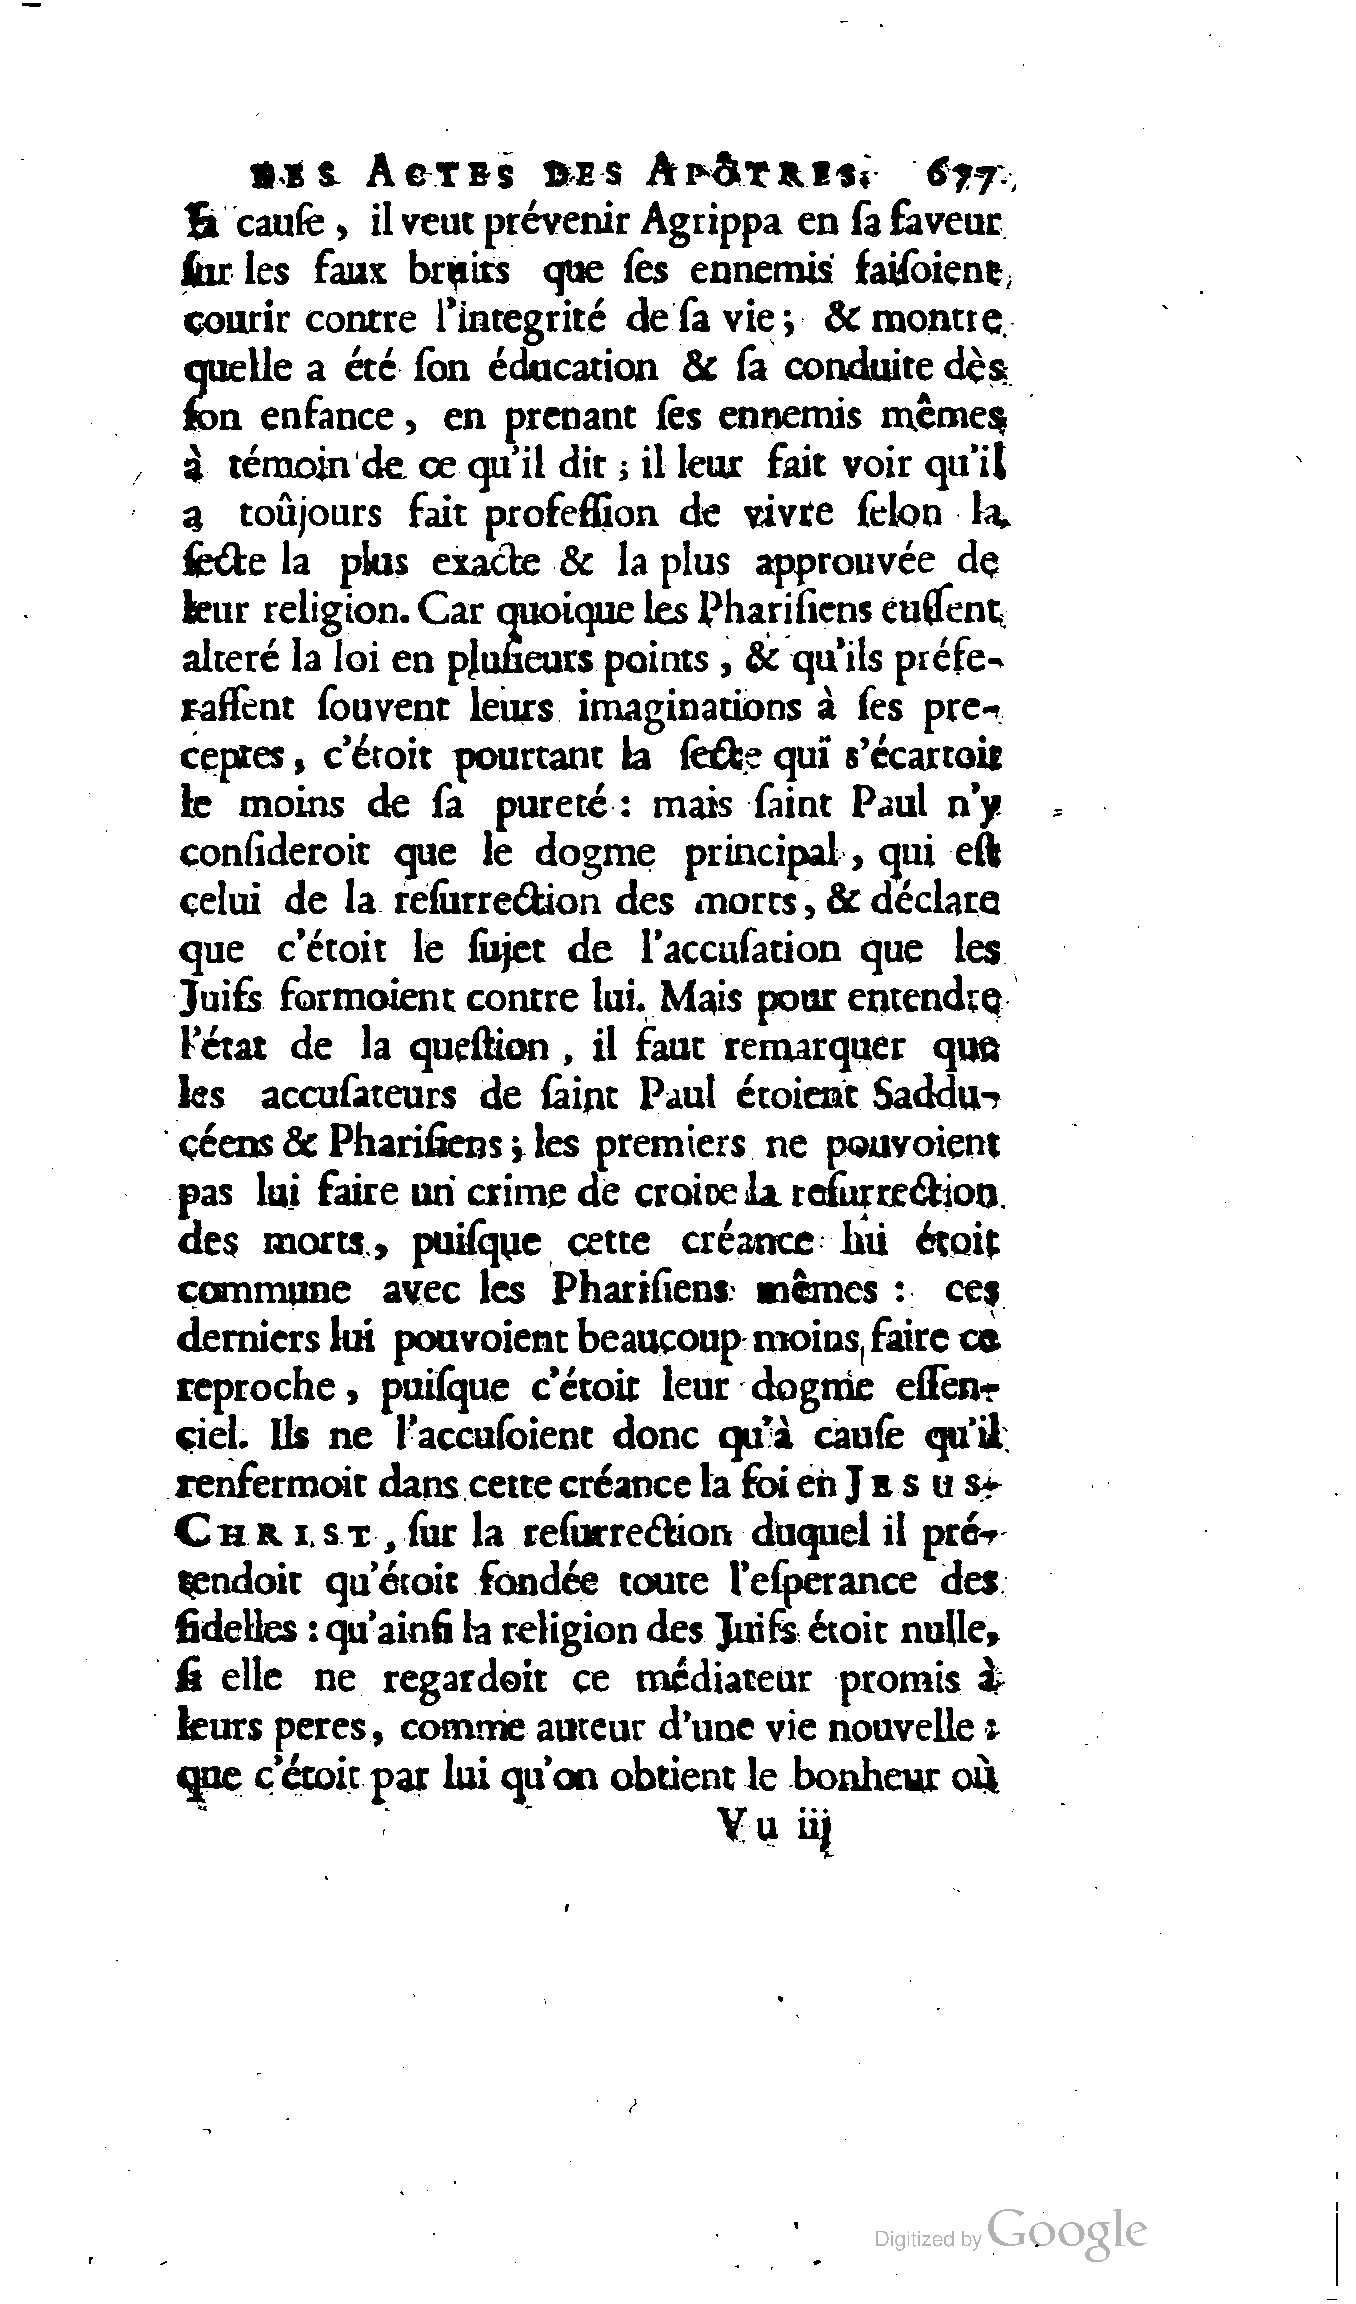 DES ACTES DES APÔTRES. 677
ſa cauſe, il veut prévenir Agrippa en ſa faveur
ſur les faux bruits que ſes ennemis faiſoient
courir contre l'integrité de ſa vie; & montre
quelle a été ſon éducation & ſa conduite dès
ſon enfance, en prenant ſes ennemis mêmes
à témoin de ce qu'il dit; il leur fait voir qu'il
a toûjours fait profeſſion de vivre ſelon la
ſecte la plus exacte & la plus approuvée de
leur religion. Car quoique les Phariſiens euſſent
alteré la loi en pluſieurs points, & qu'ils préfe-
raſſent ſouvent leurs imaginations à ſes pre-
ceptes, c'étoit pourtant la ſecte qui s'écartoit
le moins de ſa pureté: mais ſaint Paul n'y
conſideroit que le dogme principal, qui eſt
celui de la reſurrection des morts, & déclare
que c'étoit le ſujet de l'accuſation que les
Juifs formoient contre lui. Mais pour entendre
l'état de la queſtion, il faut remarquer que
les accuſateurs de ſaint Paul étoient Saddu-
céens & Phariſiens; les premiers ne pouvoient
pas lui faire un crime de croire la reſurrection
des morts, puiſque cette créance lui étoit
commune avec les Phariſiens mêmes: ces
derniers lui pouvoient beaucoup moins faire ce
reproche, puiſque c'étoit leur dogme eſſen-
ciel. Ils ne l'accuſoient donc qu'à cauſe qu'il
renfermoit dans cette créance la foi en JESUS-
CHRIST, ſur la reſurrection duquel il pré-
tendoit qu'étoit fondée toute l'eſperance des
fidelles: qu'ainſi la religion des Juifs étoit nulle,
ſi elle ne regardoit ce médiateur promis à
leurs peres, comme auteur d'une vie nouvelle:
que c'étoit par lui qu'on obtient le bonheur où
Vu iij
Digitized by Google